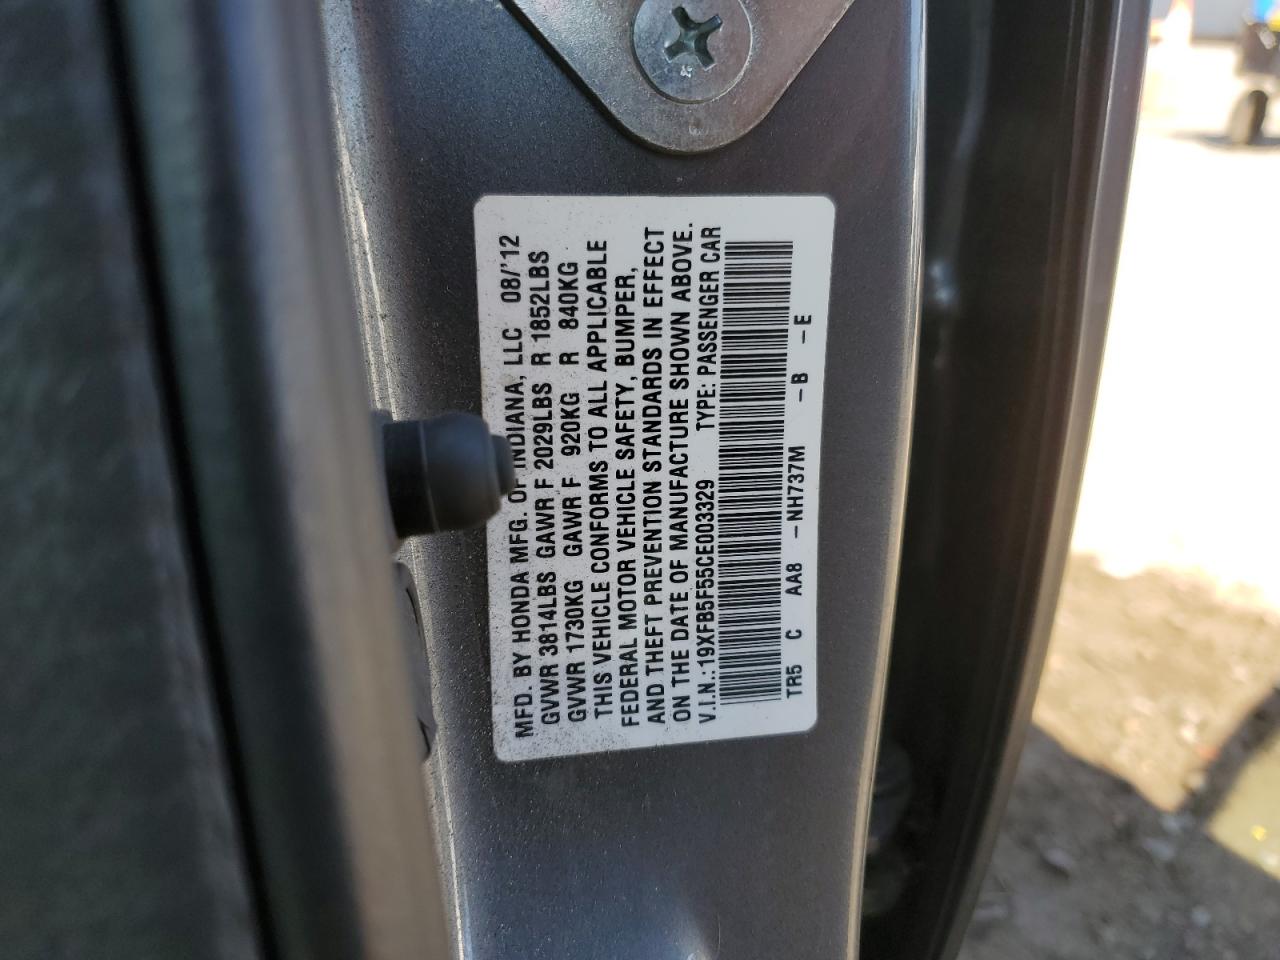 MFD. BY HONDA MFG. OF INDIANA, LLC 08/'12
GVWR 3814LBS GAWR F 2029LBS R 1852LBS
GVWR 1730KG GAWR F 920KG R 840KG
THIS VEHICLE CONFORMS TO ALL APPLICABLE
FEDERAL MOTOR VEHICLE SAFETY, BUMPER,
AND THEFT PREVENTION STANDARDS IN EFFECT
ON THE DATE OF MANUFACTURE SHOWN ABOVE.
V.I.N.: 19XFB5F55CE003329 TYPE: PASSENGER CAR
TR5 C AA8 -NH737M -B -E